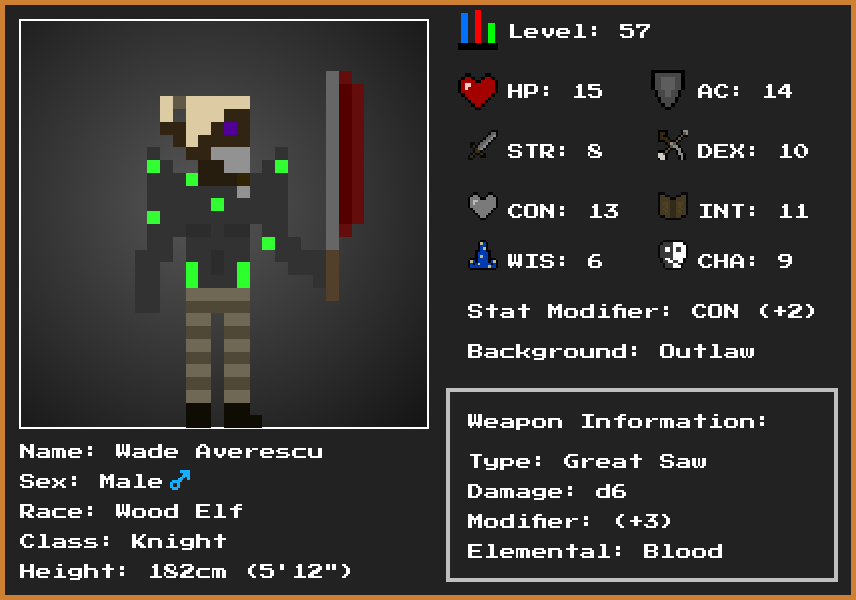 Level: 57
HP: 15
AC: 14
STR: 8
DEX: 10
CON: 13
INT: 11
WIS: 6
CHA: 9
Stat Modifier: CON (+2)
Background: Outlaw
Weapon Information:
Type: Great Saw
Damage: d6
Modifier: (+3)
Elemental: Blood
Name: Wade Averescu
Sex: Male ♂
Race: Wood Elf
Class: Knight
Height: 182cm (5'12")